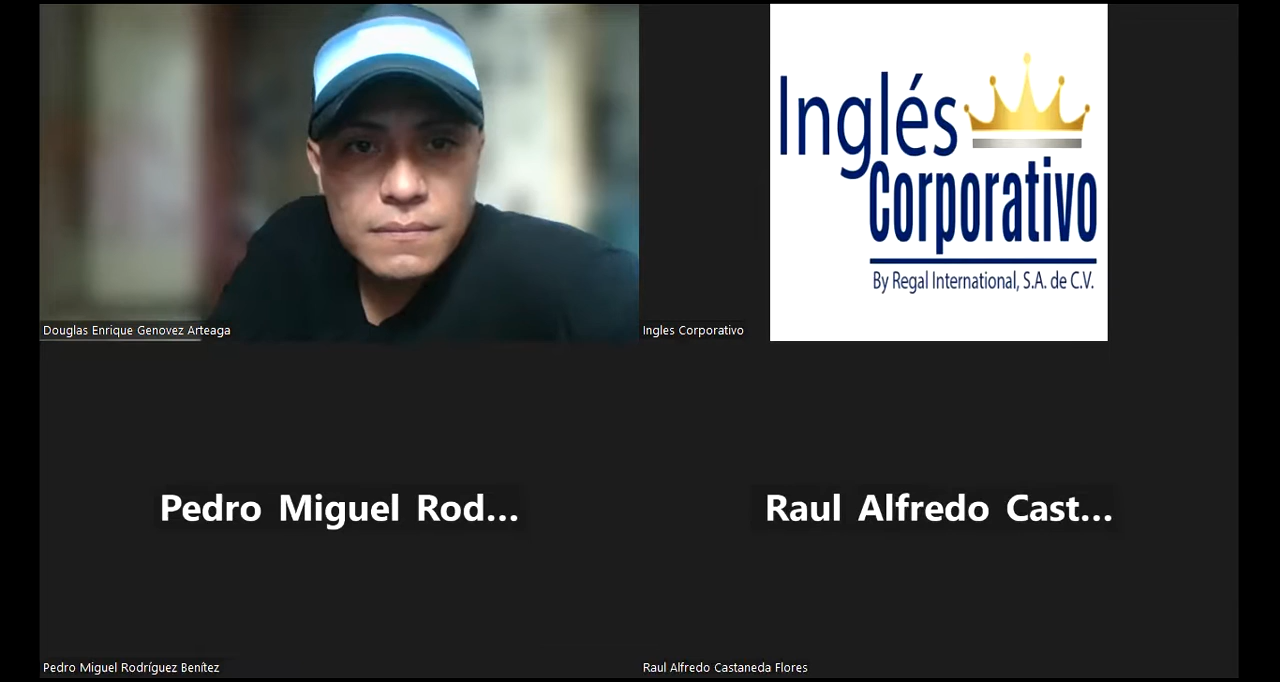 Inglés
Corporativo
By Regal International, S.A. de C.V.
Douglas Enrique Genovez Arteaga
Ingles Corporativo
Pedro Miguel Rod...
Raul Alfredo Cast...
Pedro Miguel Rodríguez Benítez
Raul Alfredo Castaneda Flores